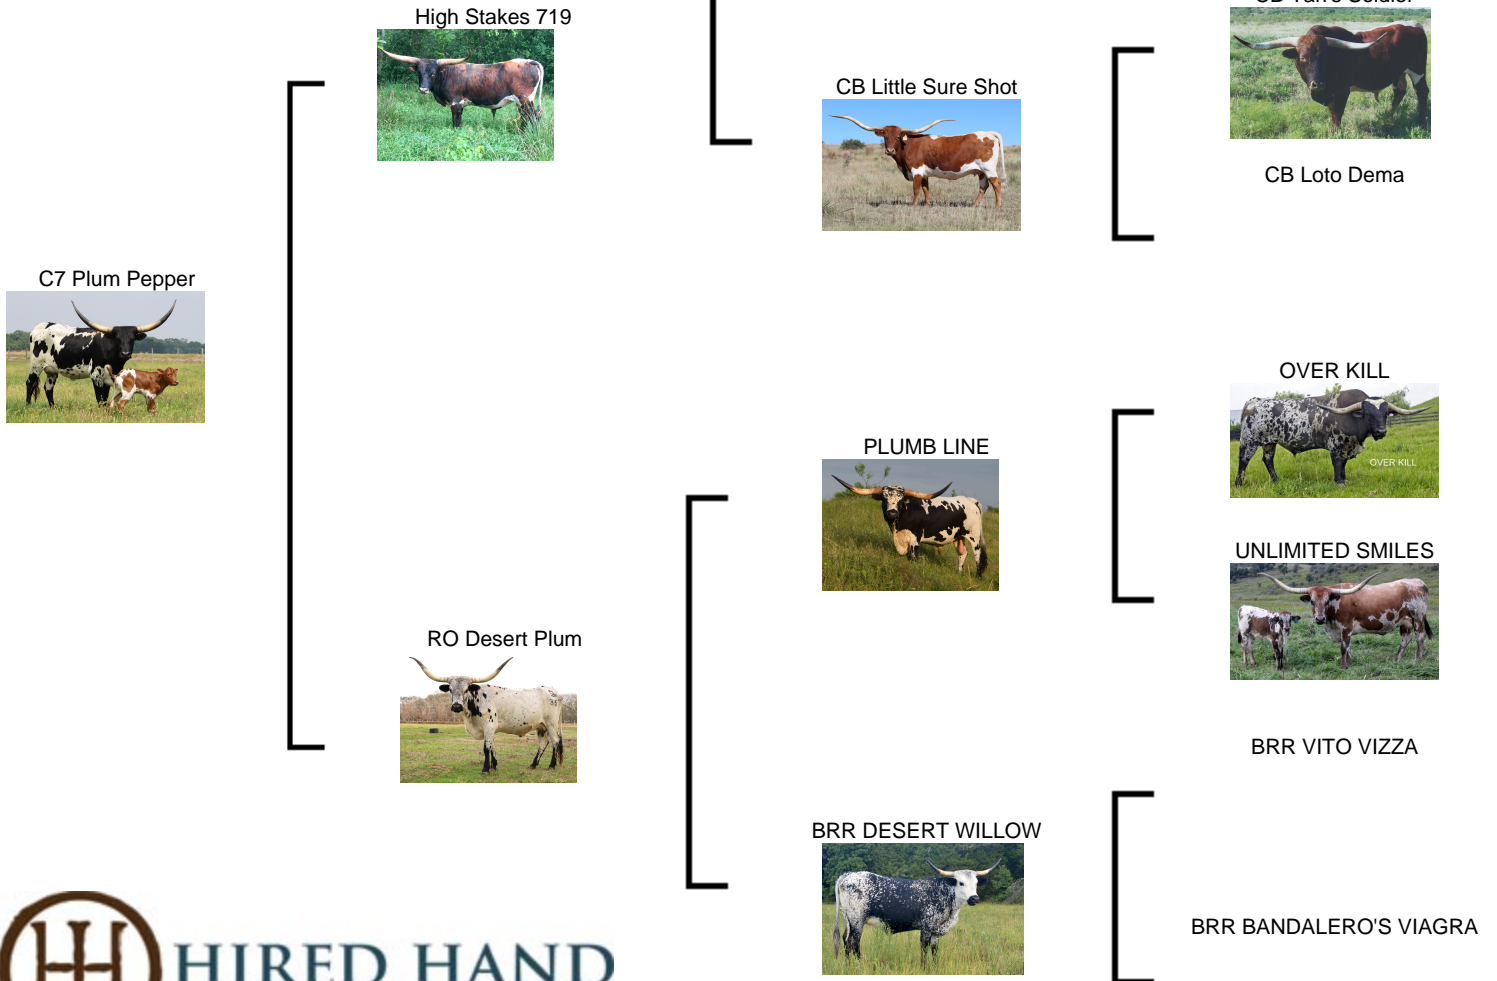 High Stakes 719
CB Little Sure Shot
CB Loto Dema
C7 Plum Pepper
OVER KILL
OVER KILL
PLUMB LINE
UNLIMITED SMILES
RO Desert Plum
BRR VITO VIZZA
BRR DESERT WILLOW
BRR BANDALERO'S VIAGRA
HIRED HAND